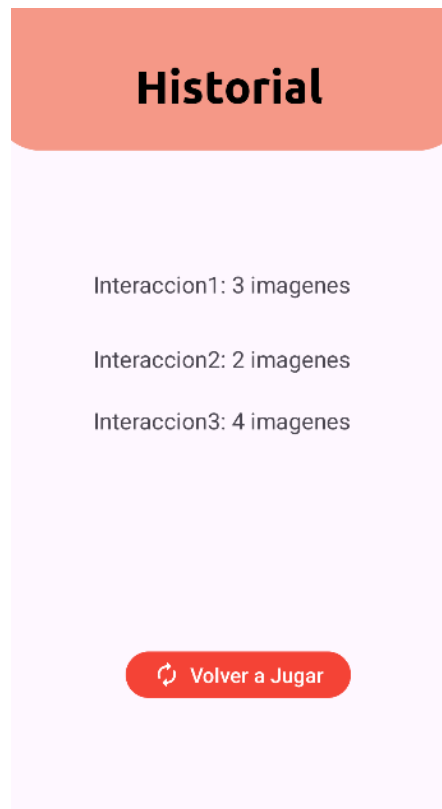 Historial
Interaccion1: 3 imagenes
Interaccion2: 2 imagenes
Interaccion3: 4 imagenes
Volver a Jugar